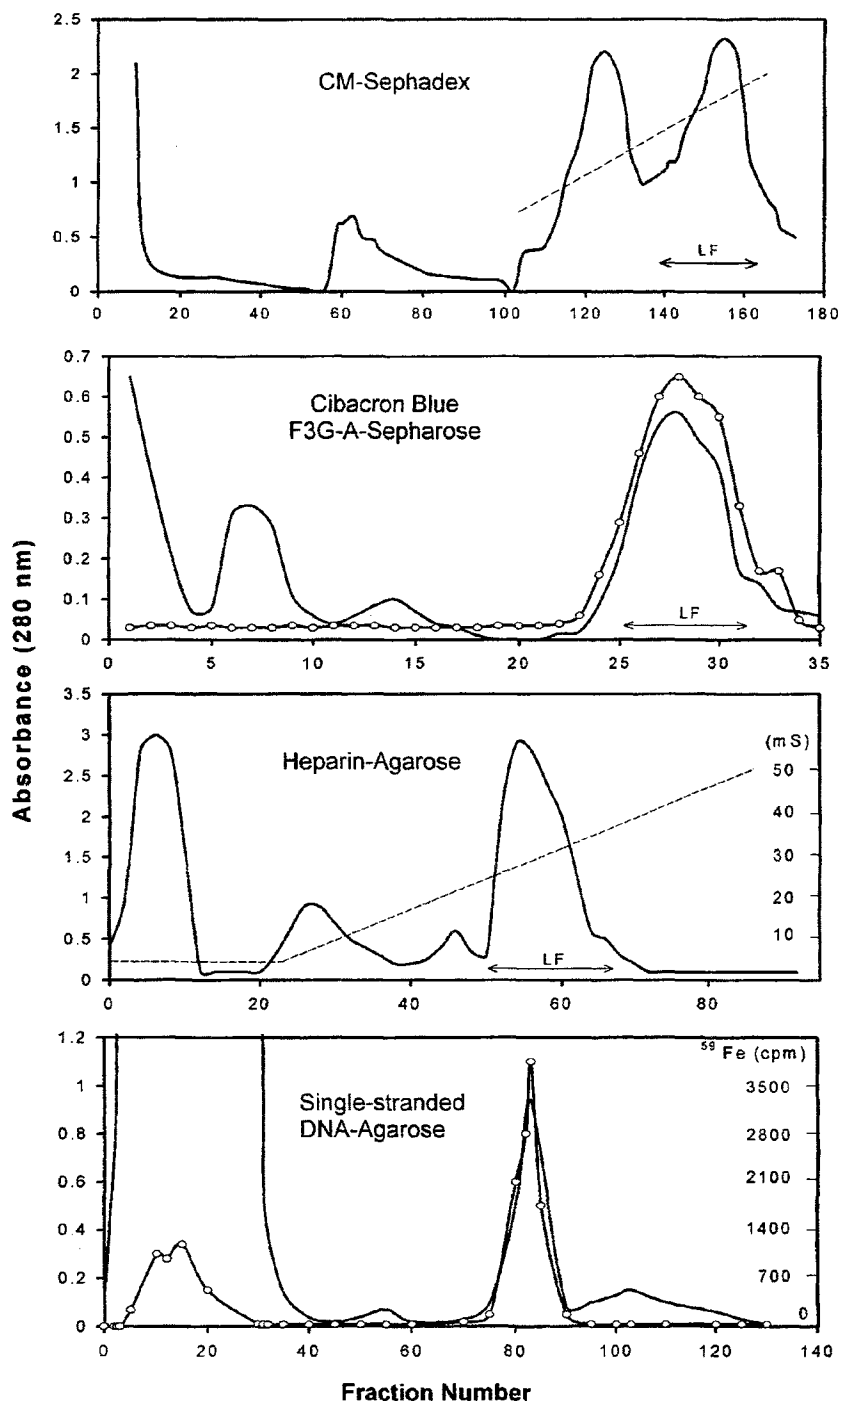 2.5
2
1.5
1
0.5
0
CM-Sephadex
LF
0 20 40 60 80 100 120 140 160 180
0.7
0.6
0.5
0.4
0.3
0.2
0.1
0
Cibacron Blue
F3G-A-Sepharose
LF
0 5 10 15 20 25 30 35
Absorbance (280 nm)
3.5
3
2.5
2
1.5
1
0.5
0
Heparin-Agarose
(mS)
50
40
30
20
10
LF
0 20 40 60 80
1.2
1
0.8
0.6
0.4
0.2
0
Single-stranded
DNA-Agarose
59 Fe (cpm)
3500
2800
2100
1400
700
0
0 20 40 60 80 100 120 140
Fraction Number